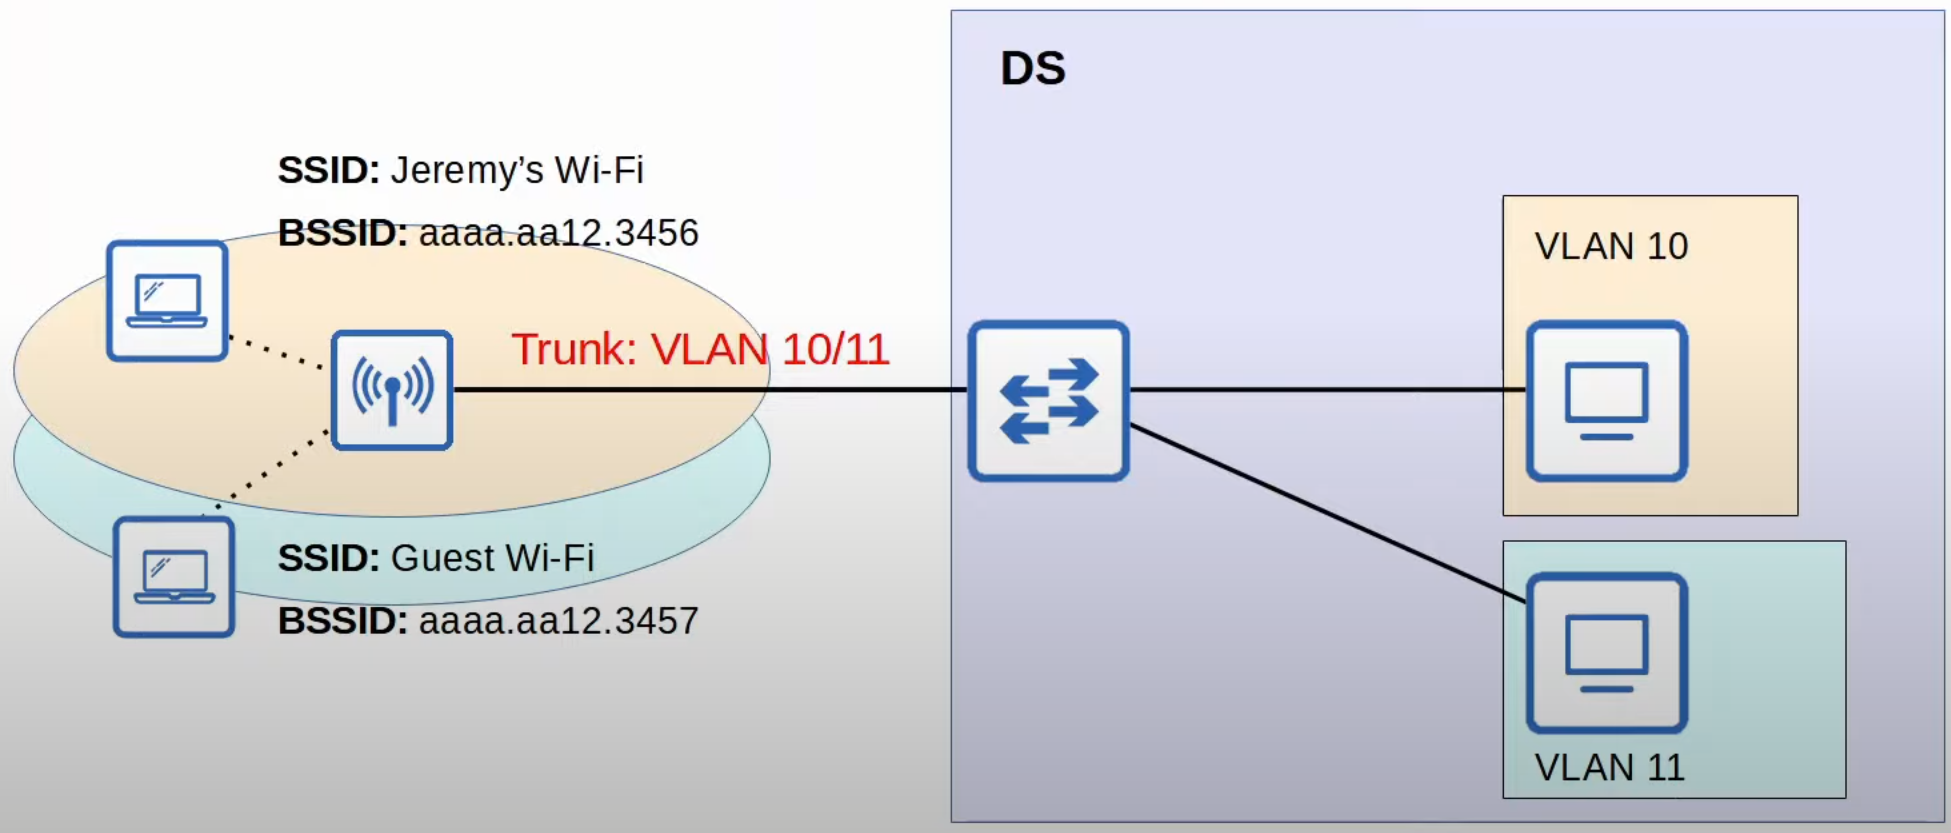 DS
SSID: Jeremy’s Wi-Fi
BSSID: aaaa.aa12.3456
Trunk: VLAN 10/11
VLAN 10
SSID: Guest Wi-Fi
BSSID: aaaa.aa12.3457
VLAN 11